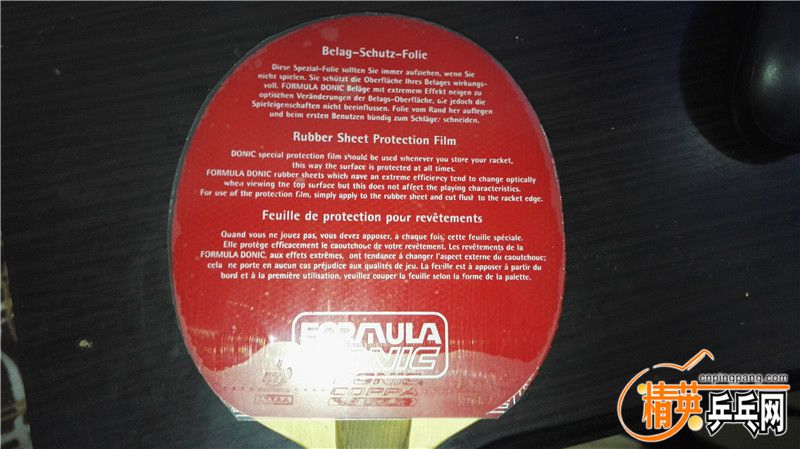 Belag-Schutz-Folie
Diese Spezial-Folie sollten Sie immer aufziehen, wenn Sie
nicht spielen. Sie schützt die Oberfläche Ihres Belages wirkungs-
voll. FORMULA DONIC Beläge mit extremem Effekt neigen zu
optischen Veränderungen der Belags-Oberfläche, die jedoch die
Spieleigenschaften nicht beeinflussen. Folie vom Rand her auflegen
und beim ersten Benutzen bündig zum Schläger schneiden.
Rubber Sheet Protection Film
DONIC special protection film should be used whenever you store your racket,
this way the surface is protected at all times.
FORMULA DONIC rubber sheets which have an extreme efficiency tend to change optically
when viewing the top surface but this does not affect the playing characteristics.
For use of the protection film, simply apply to the rubber sheet and cut flush to the racket edge.
Feuille de protection pour revêtements
Quand vous ne jouez pas, vous devez apposer, à chaque fois, cette feuille spéciale.
Elle protège efficacement le caoutchouc de votre revêtement. Les revêtements de la
FORMULA DONIC, aux effets extrêmes, ont tendance à changer l'aspect externe du caoutchouc;
cela ne porte en aucun cas préjudice aux qualités de jeu. La feuille est à apposer à partir du
bord et à la première utilisation, veuillez couper la feuille selon la forme de la palette.
FORMULA
DONIC
DONIC
COPPA
cnpingpang.com
精英乒乓网